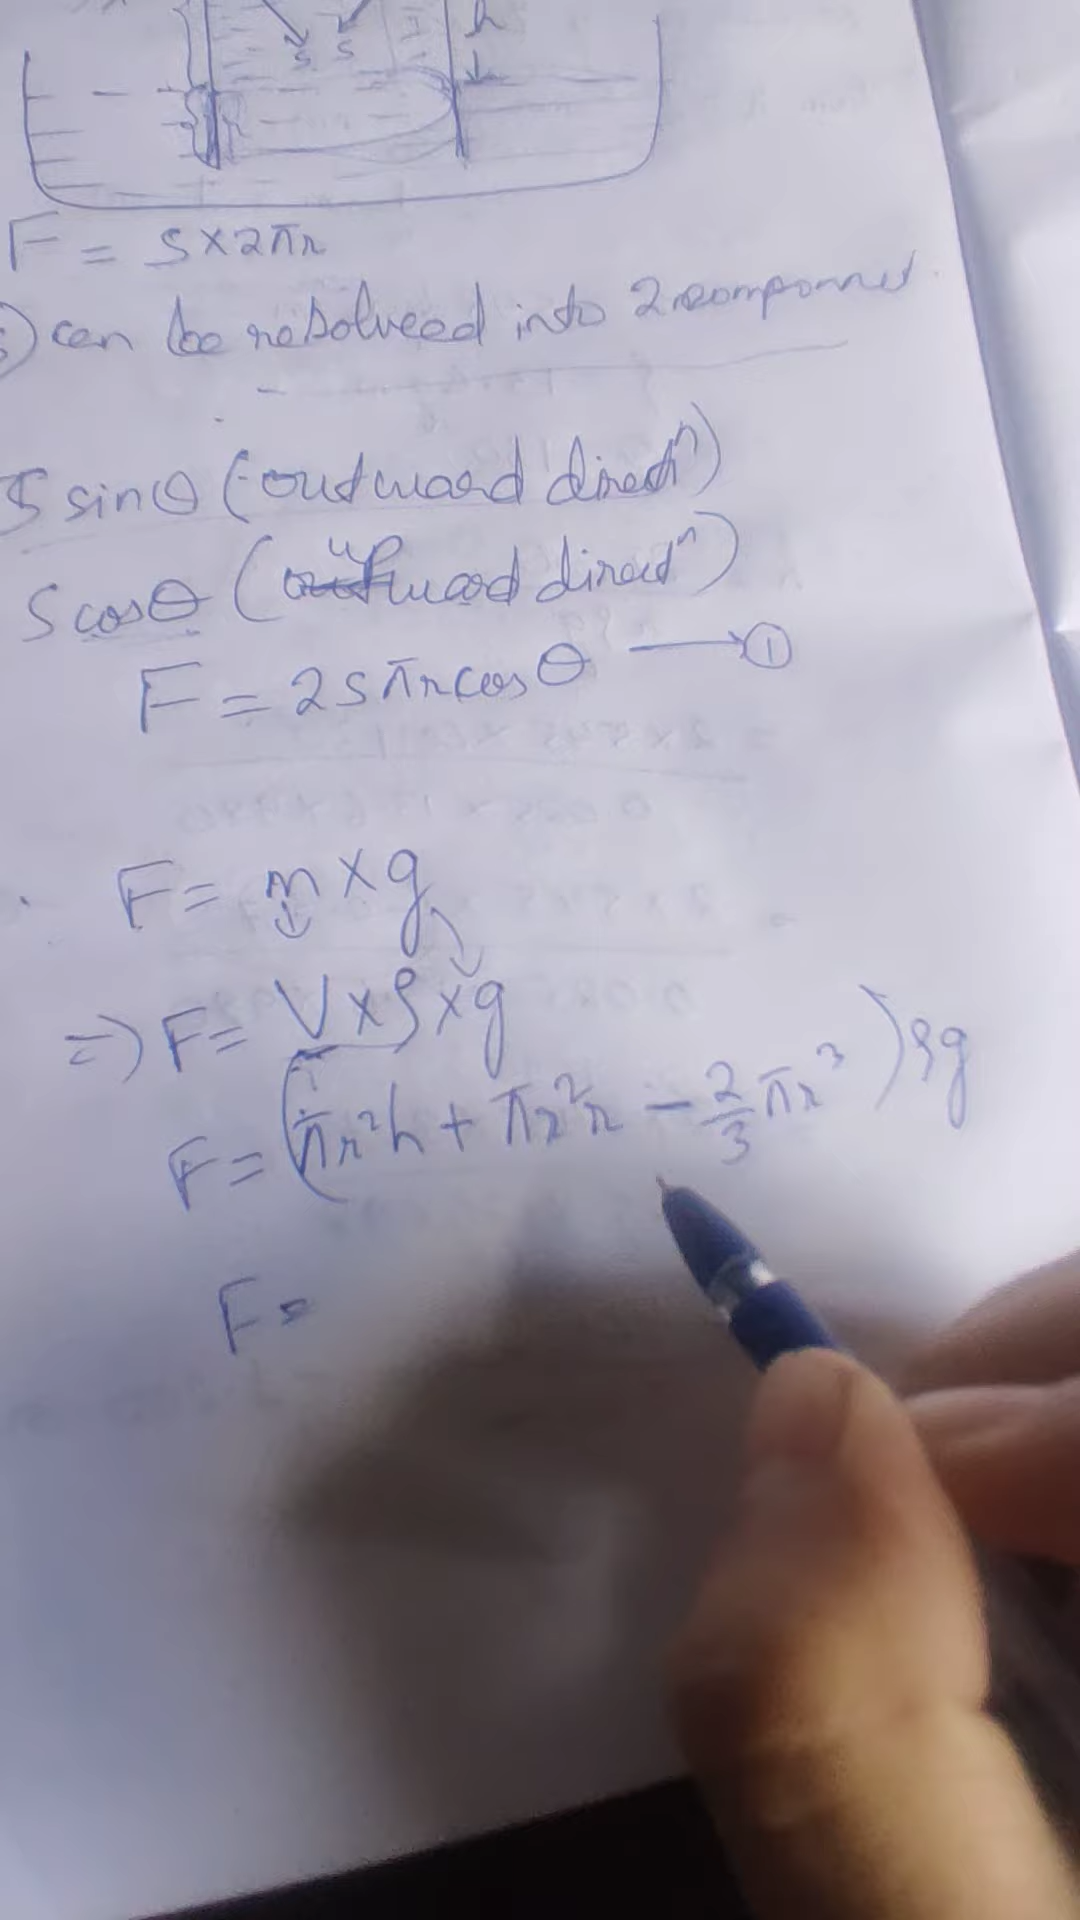 S S h
F = S×2πr
can be resolveed into 2 component
S sinθ (outward directⁿ)
S cosθ (upward directⁿ)
F = 2Sπr cosθ → ①
F = m × g
⇒) F = V × ρ × g
F = (πr²h + πr²r − 2/3 πr³) ρg
F =